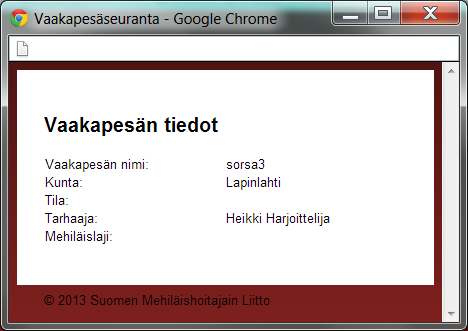 Vaakapesäseuranta - Google Chrome
Vaakapesän tiedot
Vaakapesän nimi: sorsa3
Kunta: Lapinlahti
Tila:
Tarhaaja: Heikki Harjoittelija
Mehiläislaji:
© 2013 Suomen Mehiläishoitajain Liitto